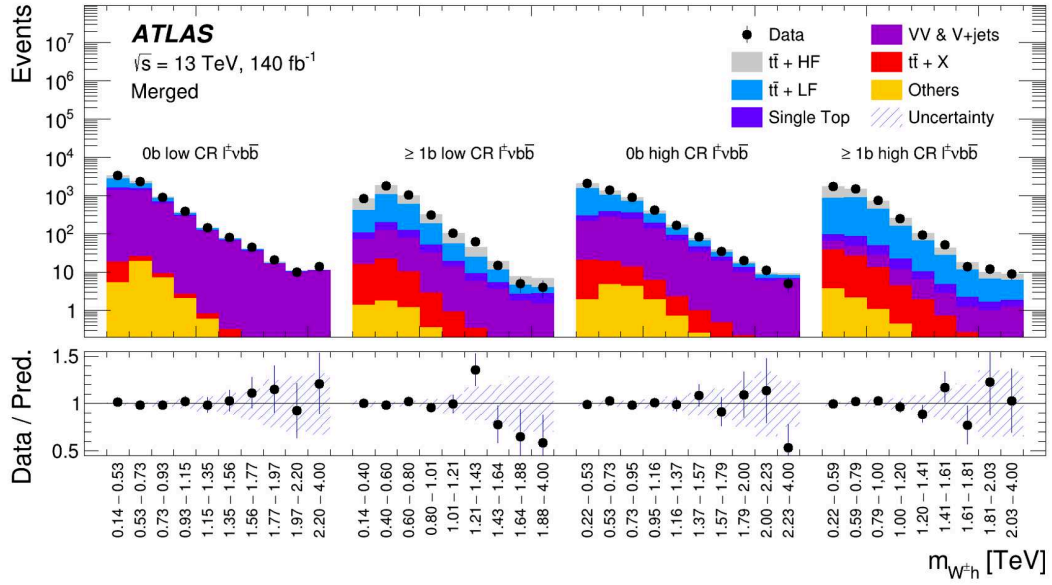 Events
10⁷
10⁶
10⁵
10⁴
10³
10²
10
1
ATLAS
√s = 13 TeV, 140 fb⁻¹
Merged
Data
tt̄ + HF
tt̄ + LF
Single Top
VV & V+jets
tt̄ + X
Others
Uncertainty
0b low CR l±νbb̄
≥ 1b low CR l±νbb̄
0b high CR l±νbb̄
≥ 1b high CR l±νbb̄
Data / Pred.
1.5
1
0.5
0.14 – 0.53
0.53 – 0.73
0.73 – 0.93
0.93 – 1.15
1.15 – 1.35
1.35 – 1.56
1.56 – 1.77
1.77 – 1.97
1.97 – 2.20
2.20 – 4.00
0.14 – 0.40
0.40 – 0.60
0.60 – 0.80
0.80 – 1.01
1.01 – 1.21
1.21 – 1.43
1.43 – 1.64
1.64 – 1.88
1.88 – 4.00
0.22 – 0.53
0.53 – 0.73
0.73 – 0.95
0.95 – 1.16
1.16 – 1.37
1.37 – 1.57
1.57 – 1.79
1.79 – 2.00
2.00 – 2.23
2.23 – 4.00
0.22 – 0.59
0.59 – 0.79
0.79 – 1,00
1.00 – 1.20
1.20 – 1.41
1.41 – 1.61
1.61 – 1.81
1.81 – 2.03
2.03 – 4.00
m_W±h [TeV]